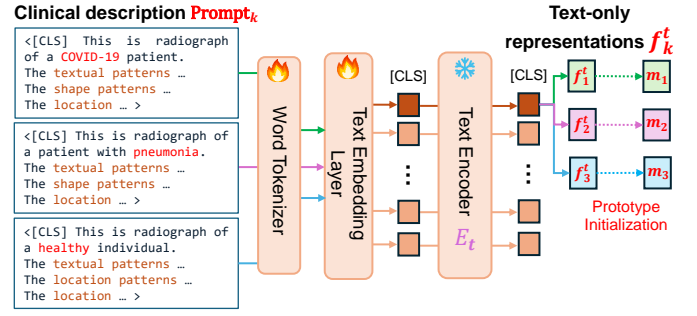 Clinical description Prompt_k
<[CLS] This is radiograph
of a COVID-19 patient.
The textual patterns …
The shape patterns …
The location … >
<[CLS] This is radiograph of
a patient with pneumonia.
The textual patterns …
The shape patterns …
The location … >
<[CLS] This is radiograph of
a healthy individual.
The textual patterns …
The location patterns …
The location … >
Word Tokenizer
Text Embedding
Layer
[CLS]
Text Encoder
E_t
[CLS]
Text-only
representations f_k^t
f_1^t
m_1
f_2^t
m_2
f_3^t
m_3
Prototype
Initialization